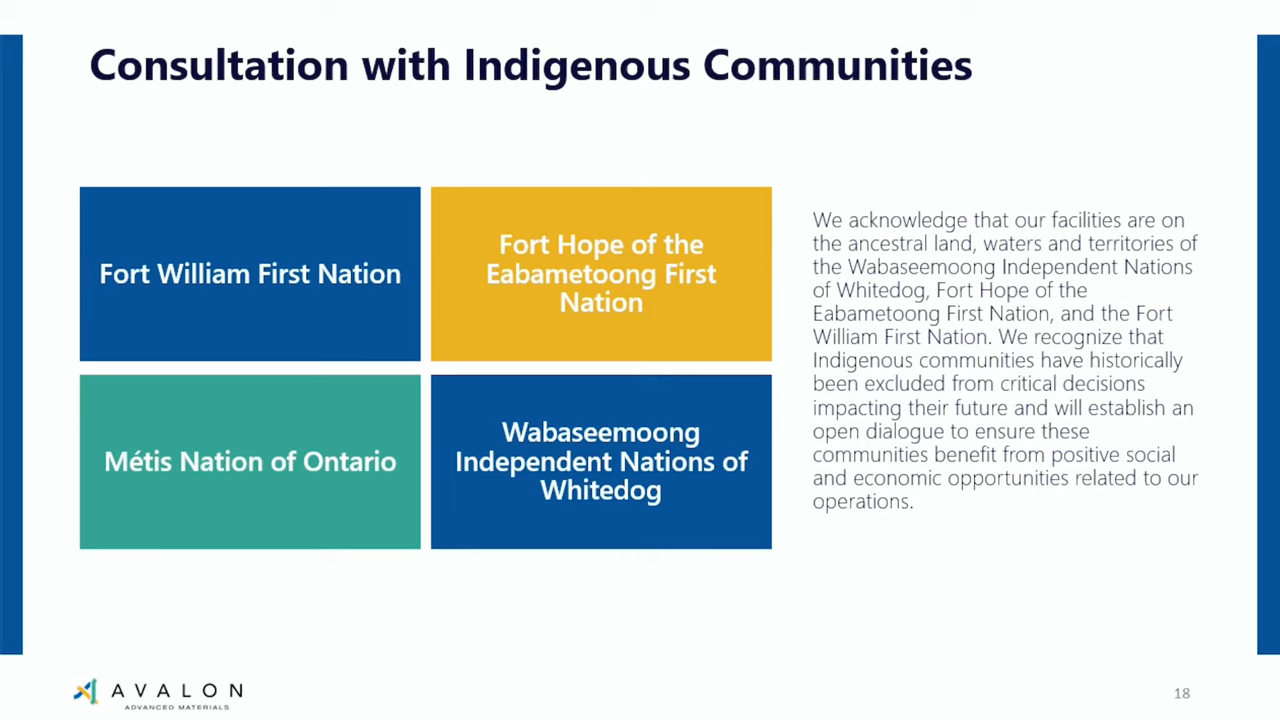 Consultation with Indigenous Communities
Fort William First Nation
Fort Hope of the
Eabametoong First
Nation
Métis Nation of Ontario
Wabaseemoong
Independent Nations of
Whitedog
We acknowledge that our facilities are on
the ancestral land, waters and territories of
the Wabaseemoong Independent Nations
of Whitedog, Fort Hope of the
Eabametoong First Nation, and the Fort
William First Nation. We recognize that
Indigenous communities have historically
been excluded from critical decisions
impacting their future and will establish an
open dialogue to ensure these
communities benefit from positive social
and economic opportunities related to our
operations.
AVALON
ADVANCED MATERIALS
18